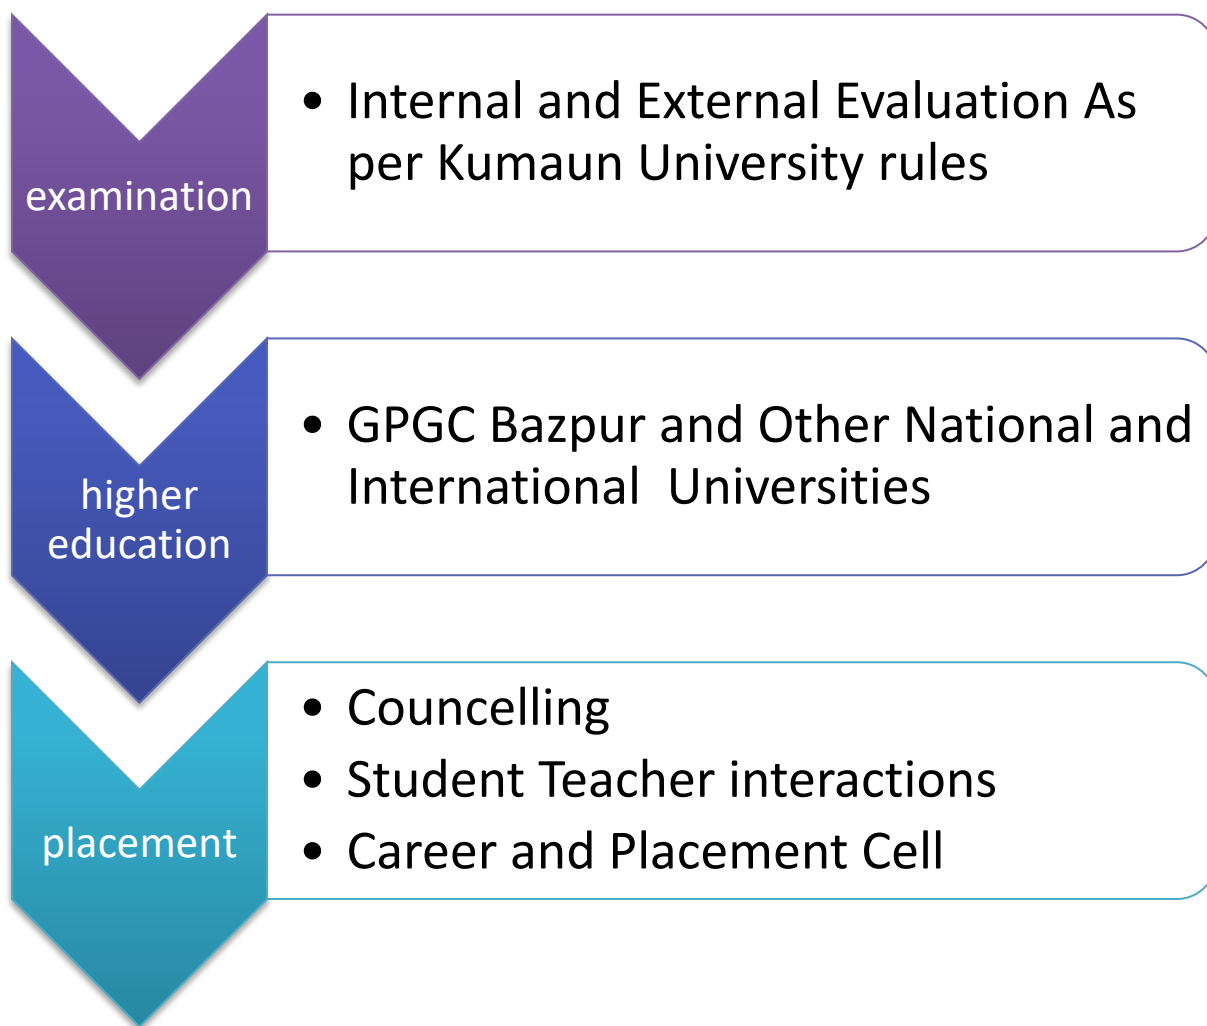 examination
• Internal and External Evaluation As
per Kumaun University rules
higher
education
• GPGC Bazpur and Other National and
International  Universities
placement
• Councelling
• Student Teacher interactions
• Career and Placement Cell